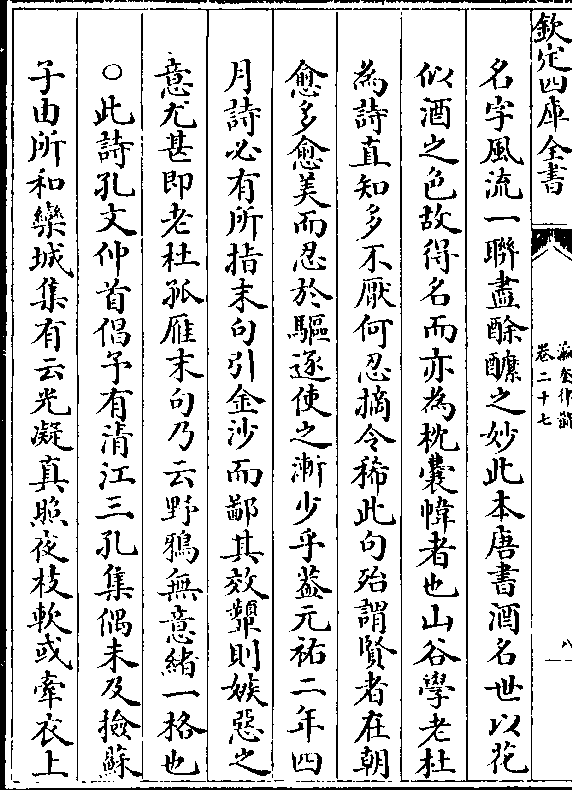 欽定四庫全書
瀛奎律髓
卷二十七
八
名字風流一聯盡酴醾之妙此本唐書酒名世以花
似酒之色故得名而亦為枕囊幃者也山谷學老杜
為詩直知多不厭何忍摘令稀此句殆謂賢者在朝
愈多愈美而忍於驅逐使之漸少乎葢元祐二年四
月詩必有所指末句引金沙而鄙其效顰則嫉惡之
意尤甚即老杜孤雁末句乃云野鴉無意緒一格也
○此詩孔文仲首倡予有清江三孔集偶未及撿蘇
子由所和欒城集有云光凝真照夜枝軟或牽衣上